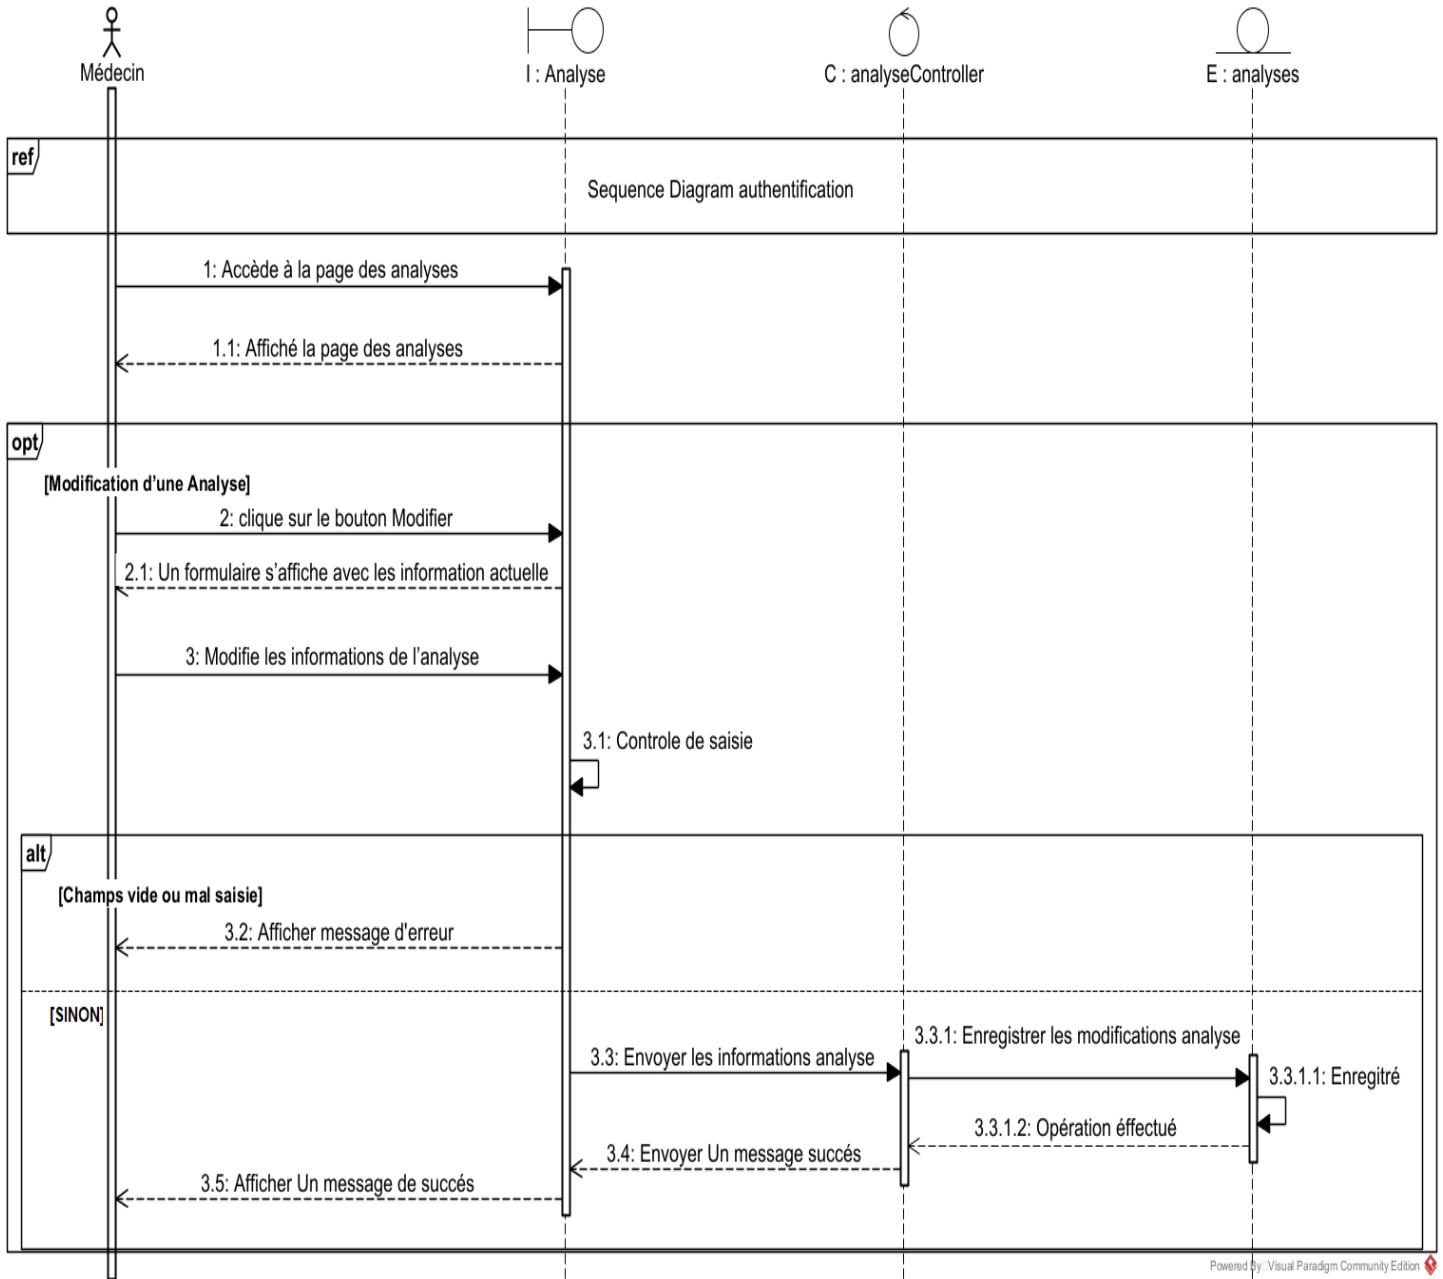 Médecin
I : Analyse
C : analyseController
E : analyses
ref
Sequence Diagram authentification
1: Accède à la page des analyses
1.1: Affiché la page des analyses
opt
[Modification d’une Analyse]
2: clique sur le bouton Modifier
2.1: Un formulaire s’affiche avec les information actuelle
3: Modifie les informations de l’analyse
3.1: Controle de saisie
alt
[Champs vide ou mal saisie]
3.2: Afficher message d'erreur
[SINON]
3.3: Envoyer les informations analyse
3.3.1: Enregistrer les modifications analyse
3.3.1.1: Enregitré
3.3.1.2: Opération éffectué
3.4: Envoyer Un message succés
3.5: Afficher Un message de succés
Powered By Visual Paradigm Community Edition